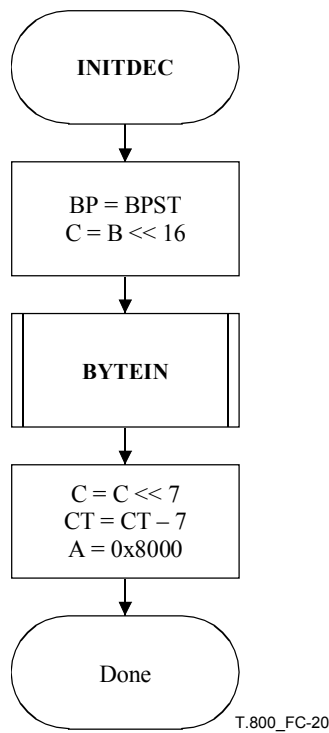 INITDEC
BP = BPST
C = B << 16
BYTEIN
C = C << 7
CT = CT – 7
A = 0x8000
Done
T.800_FC-20